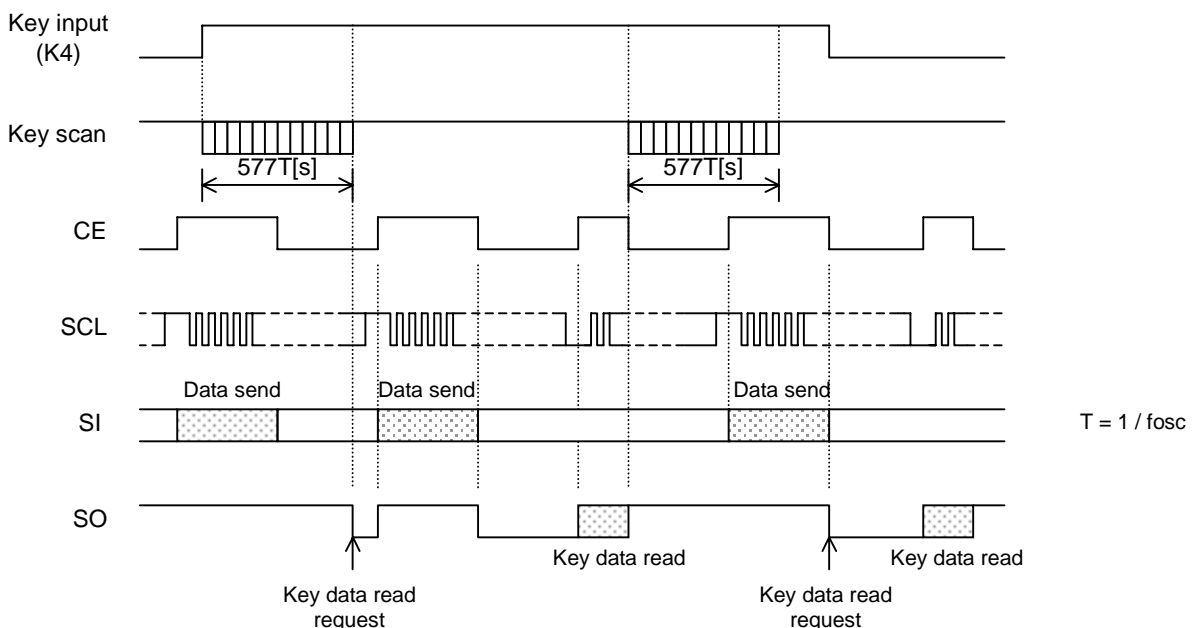 Key input
(K4)
Key scan
577T[s] 577T[s]
CE
SCL
Data send Data send Data send
SI
T = 1 / fosc
SO
Key data read Key data read
Key data read Key data read
request request